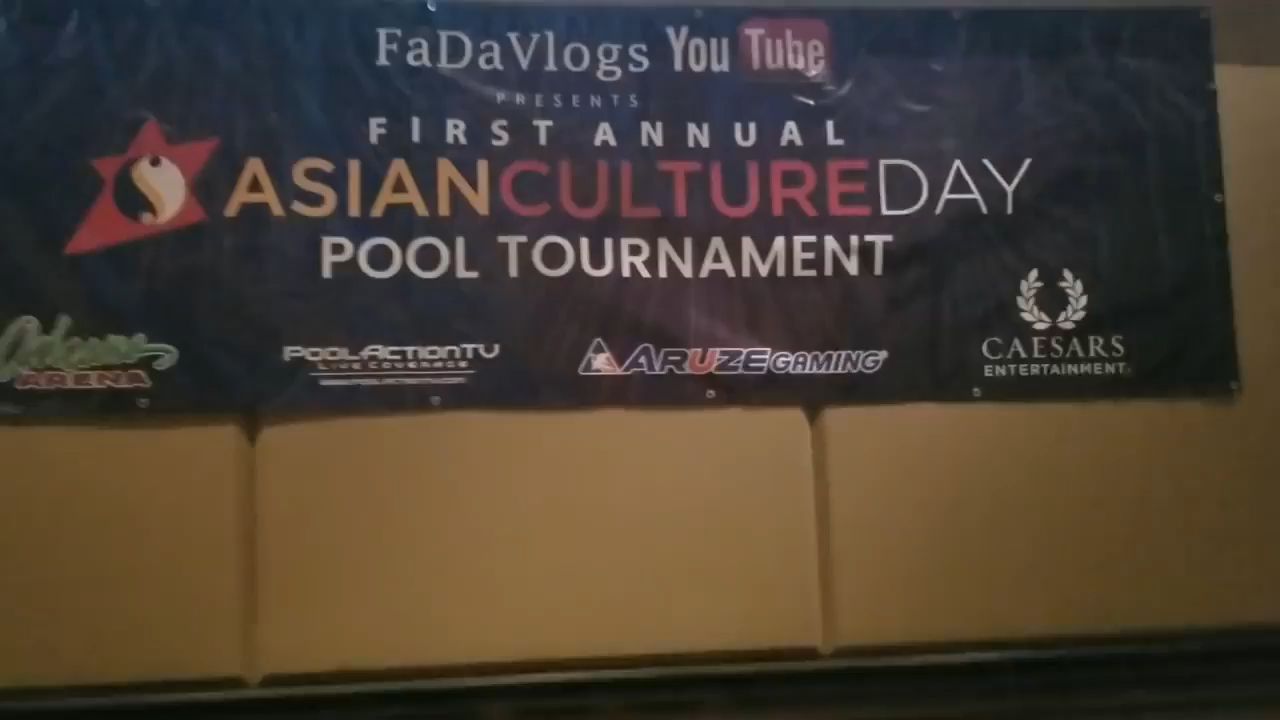 FaDaVlogs YouTube
PRESENTS
FIRST ANNUAL
ASIANCULTUREDAY
POOL TOURNAMENT
ARENA
POOLACTIONTV
LIVE COVERAGE
ARUZE GAMING
CAESARS
ENTERTAINMENT